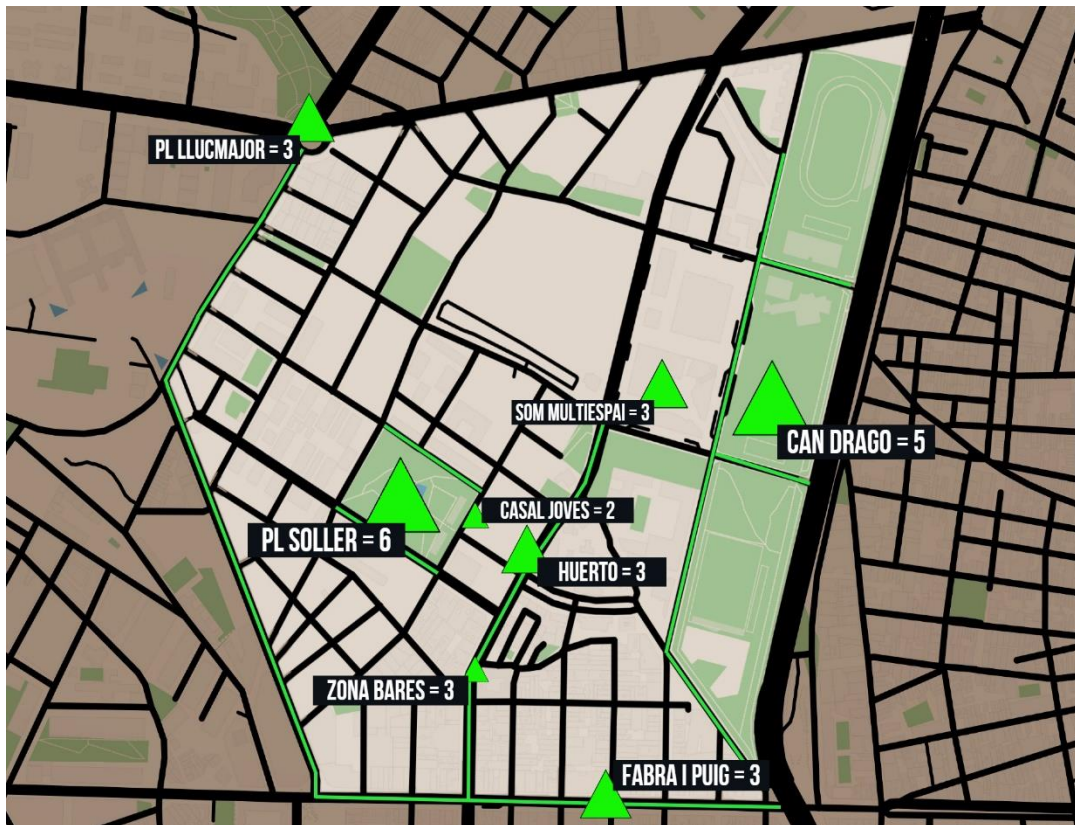 PL LLUCMAJOR = 3
SOM MULTIESPAI = 3
CAN DRAGO = 5
CASAL JOVES = 2
PL SOLLER = 6
HUERTO = 3
ZONA BARES = 3
FABRA I PUIG = 3